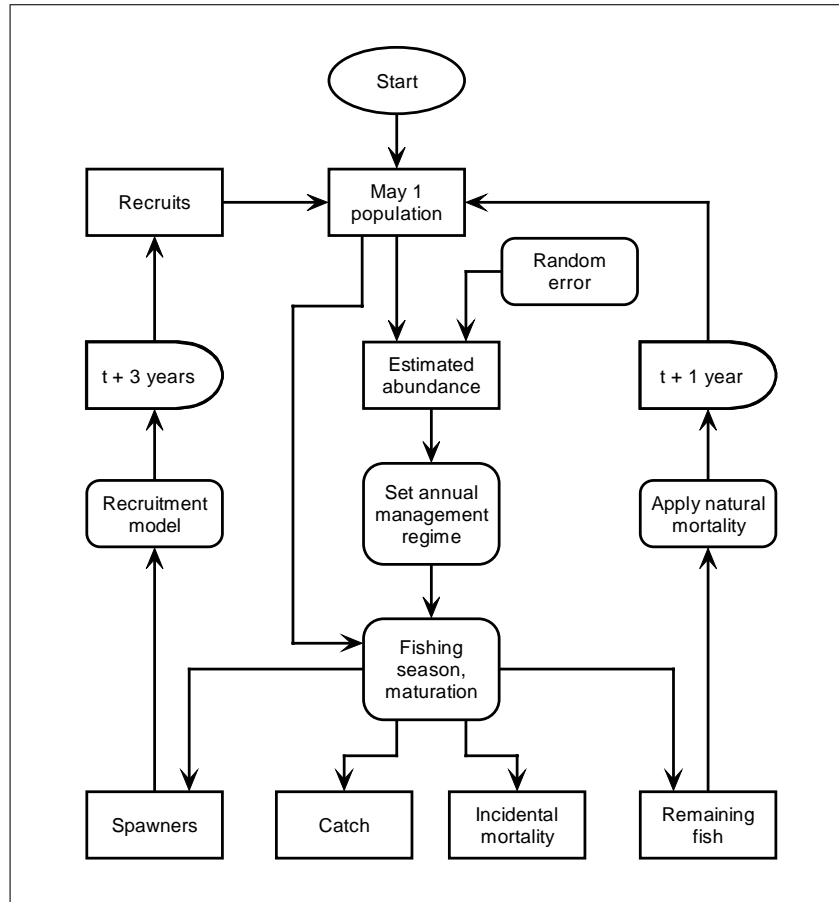 Start
Recruits
May 1
population
Random
error
t + 3 years
Estimated
abundance
t + 1 year
Recruitment
model
Set annual
management
regime
Apply natural
mortality
Fishing
season,
maturation
Spawners
Catch
Incidental
mortality
Remaining
fish